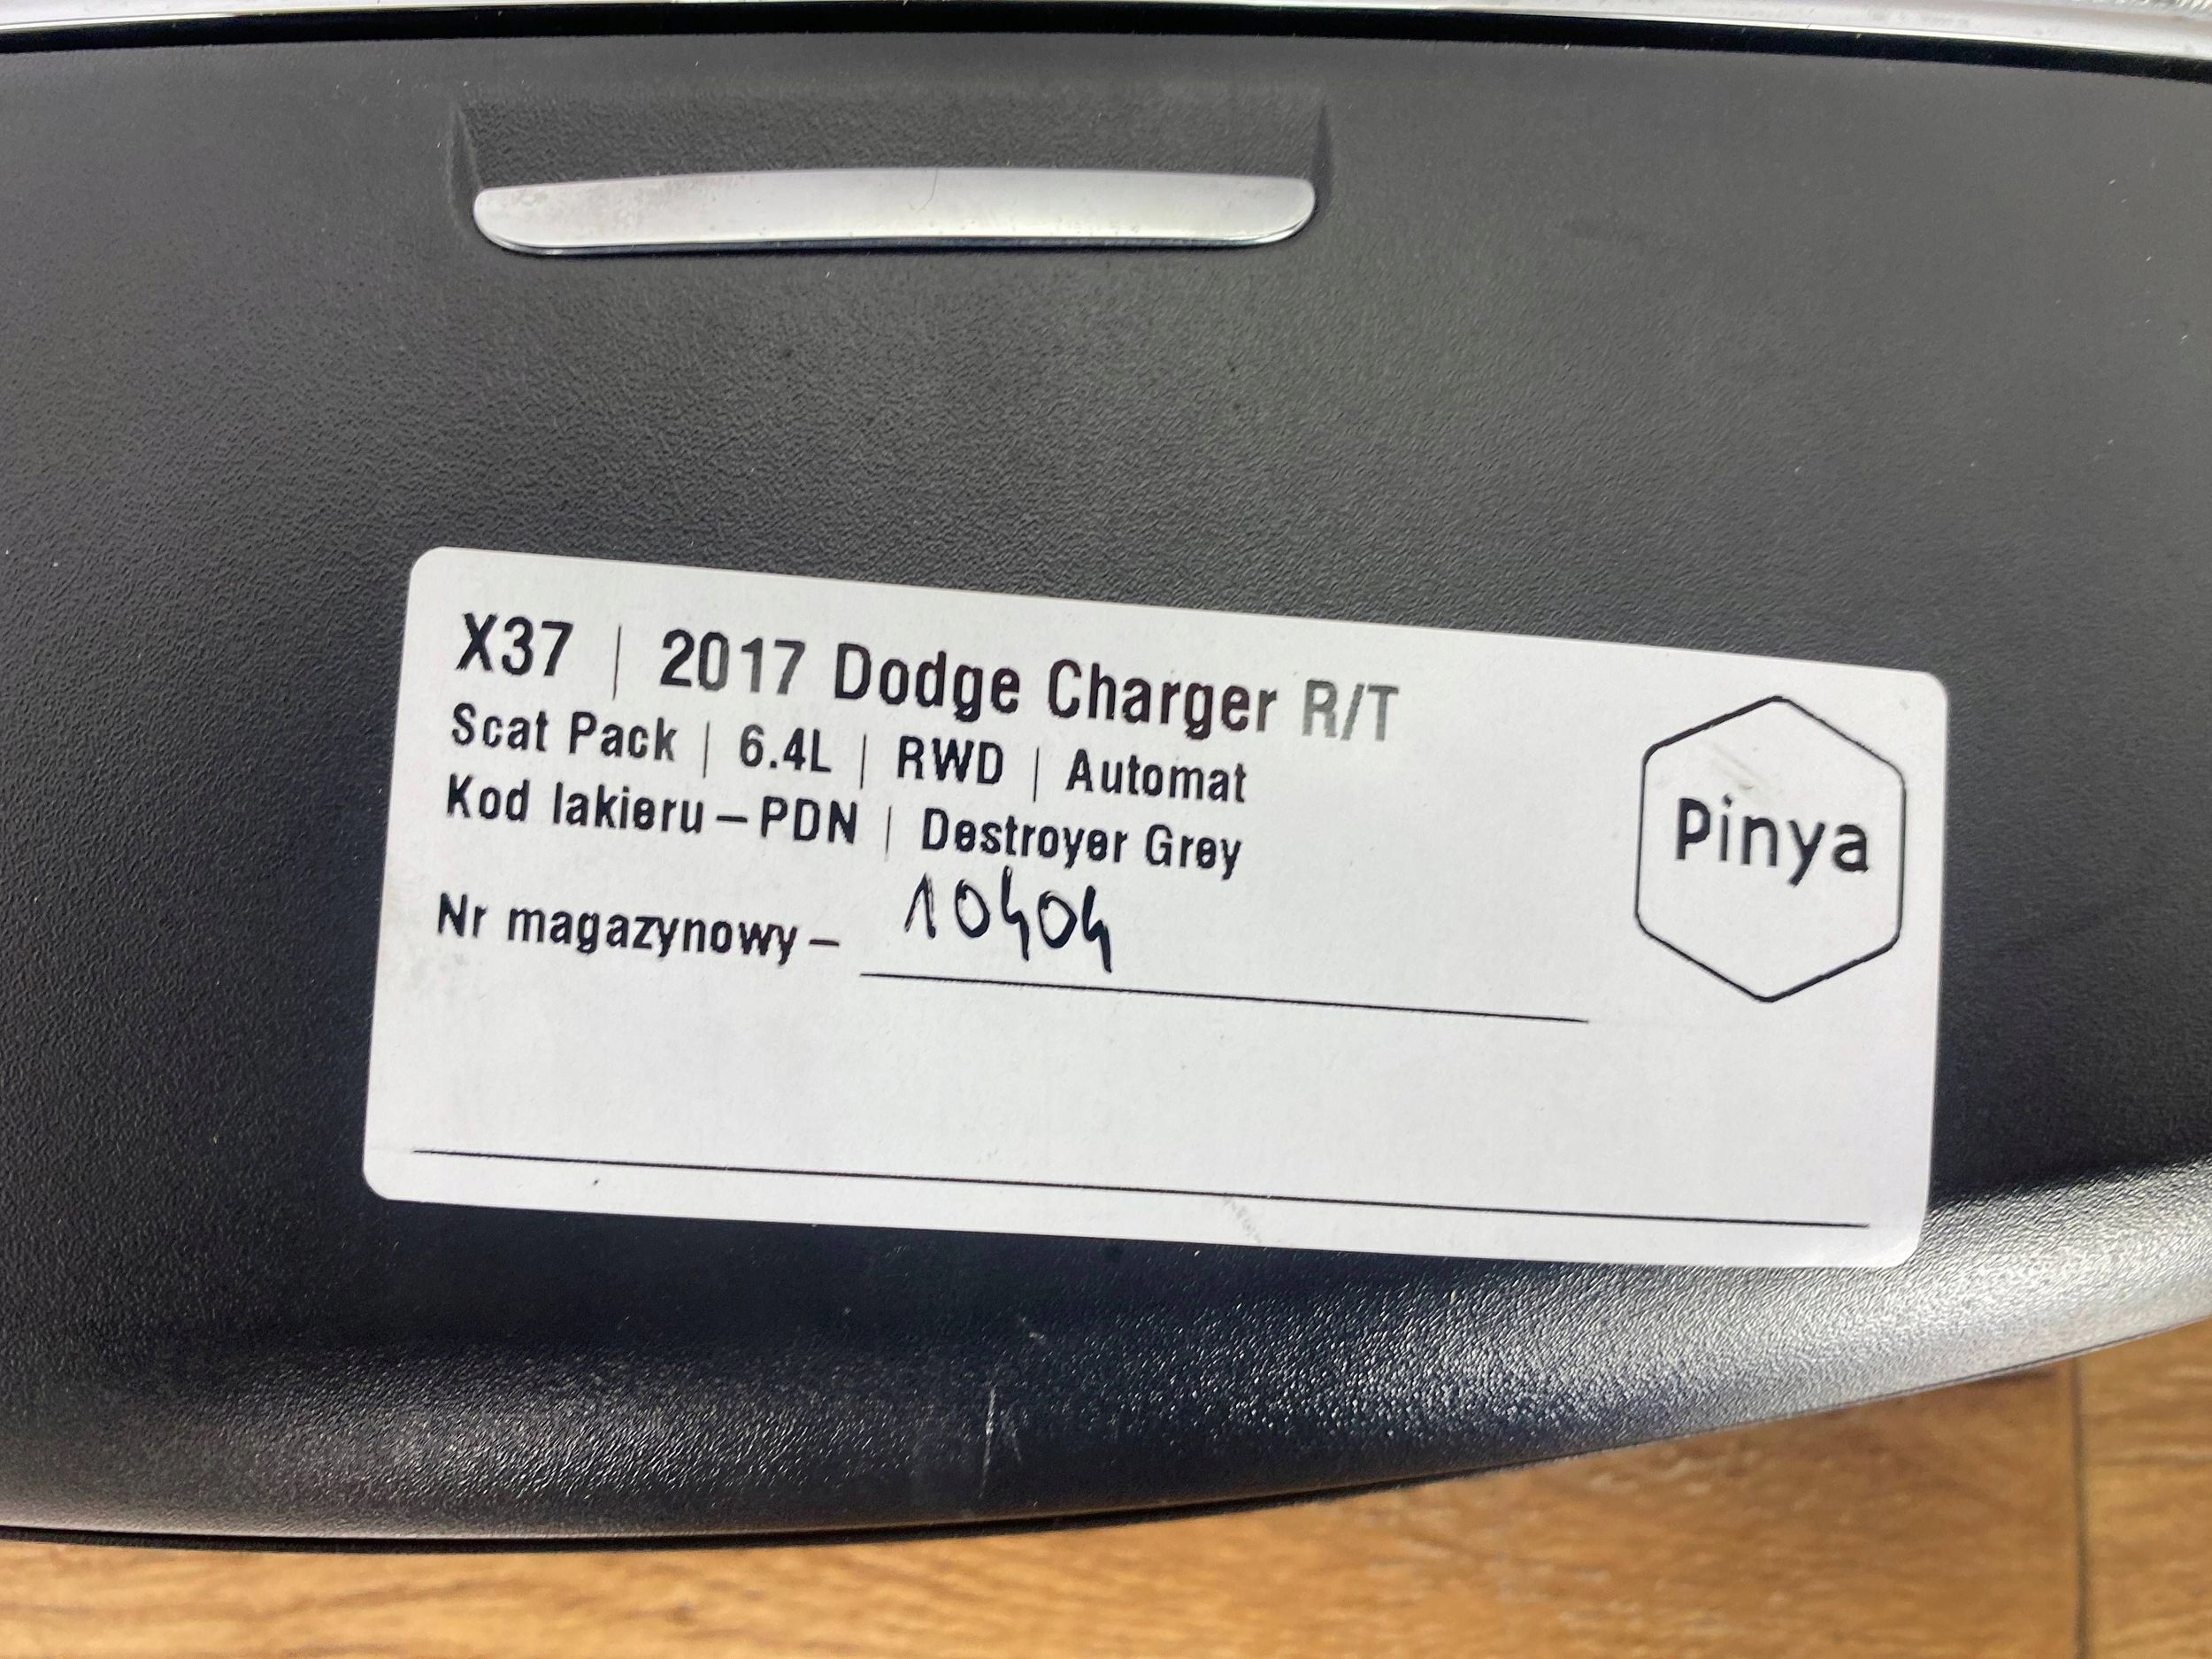 X37 | 2017 Dodge Charger R/T
Scat Pack | 6.4L | RWD | Automat
Kod lakieru – PDN | Destroyer Grey
Nr magazynowy – 10404
Pinya